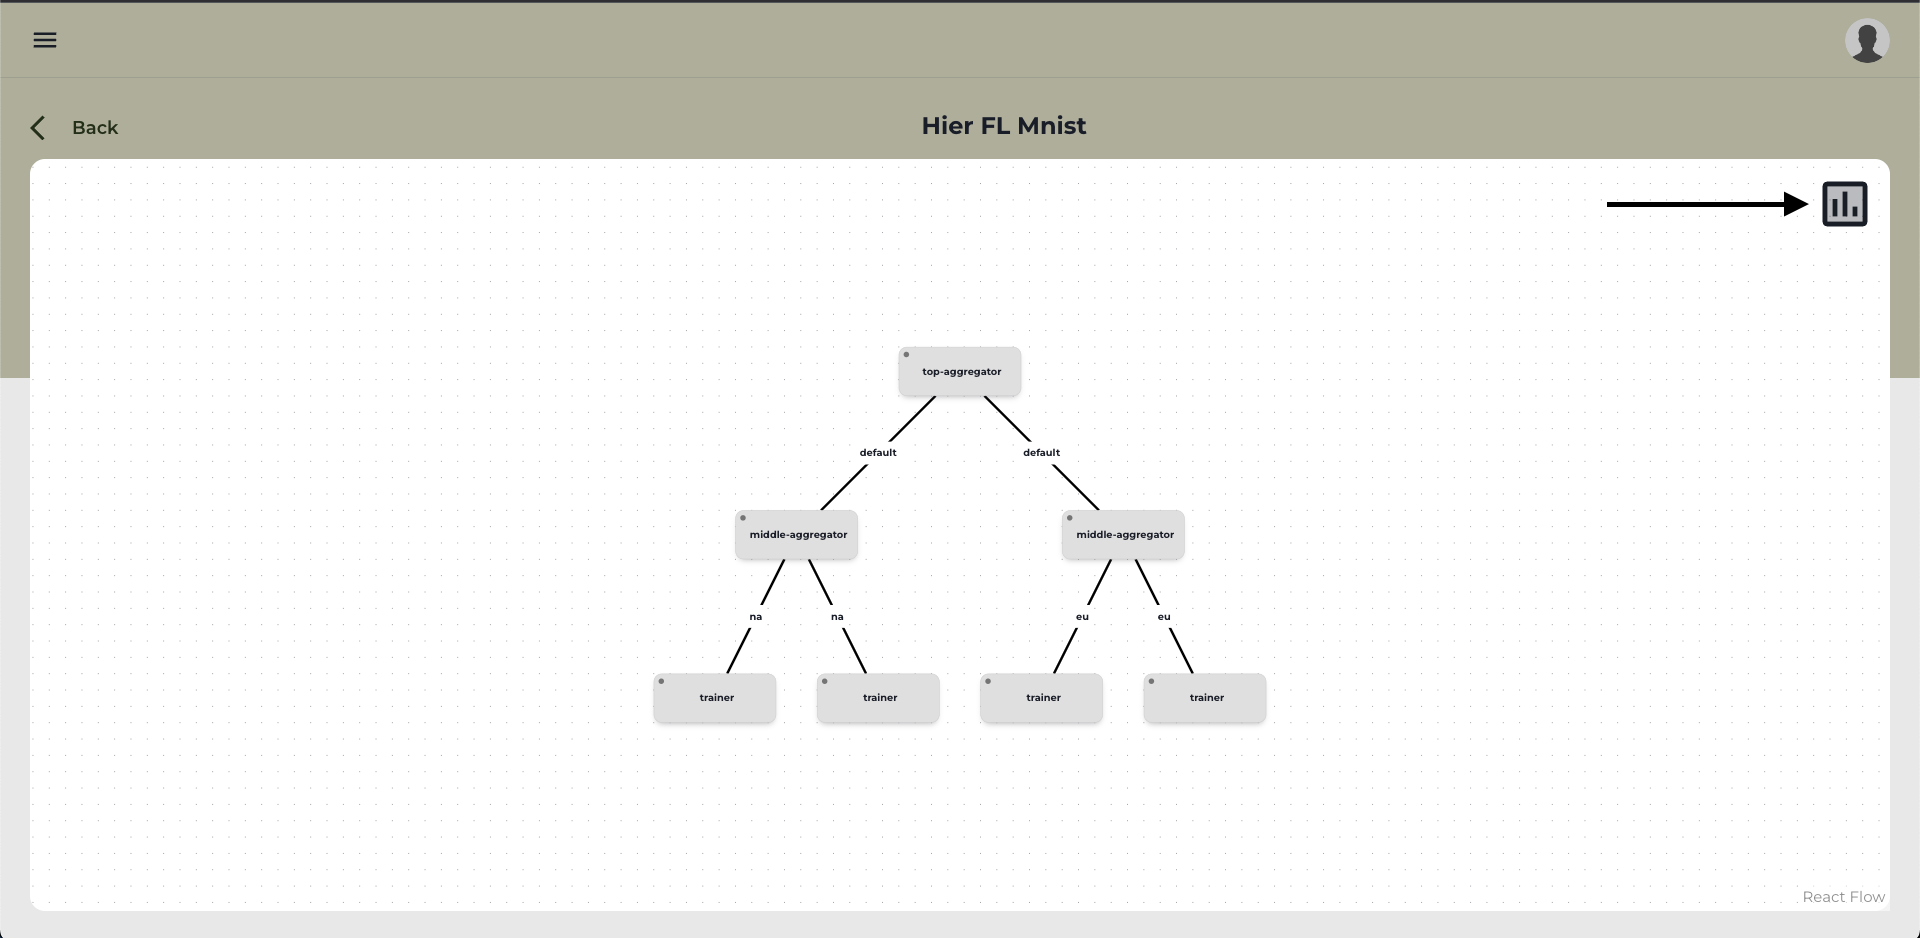 Back
Hier FL Mnist
top-aggregator
default
default
middle-aggregator
middle-aggregator
na
na
eu
eu
trainer
trainer
trainer
trainer
React Flow